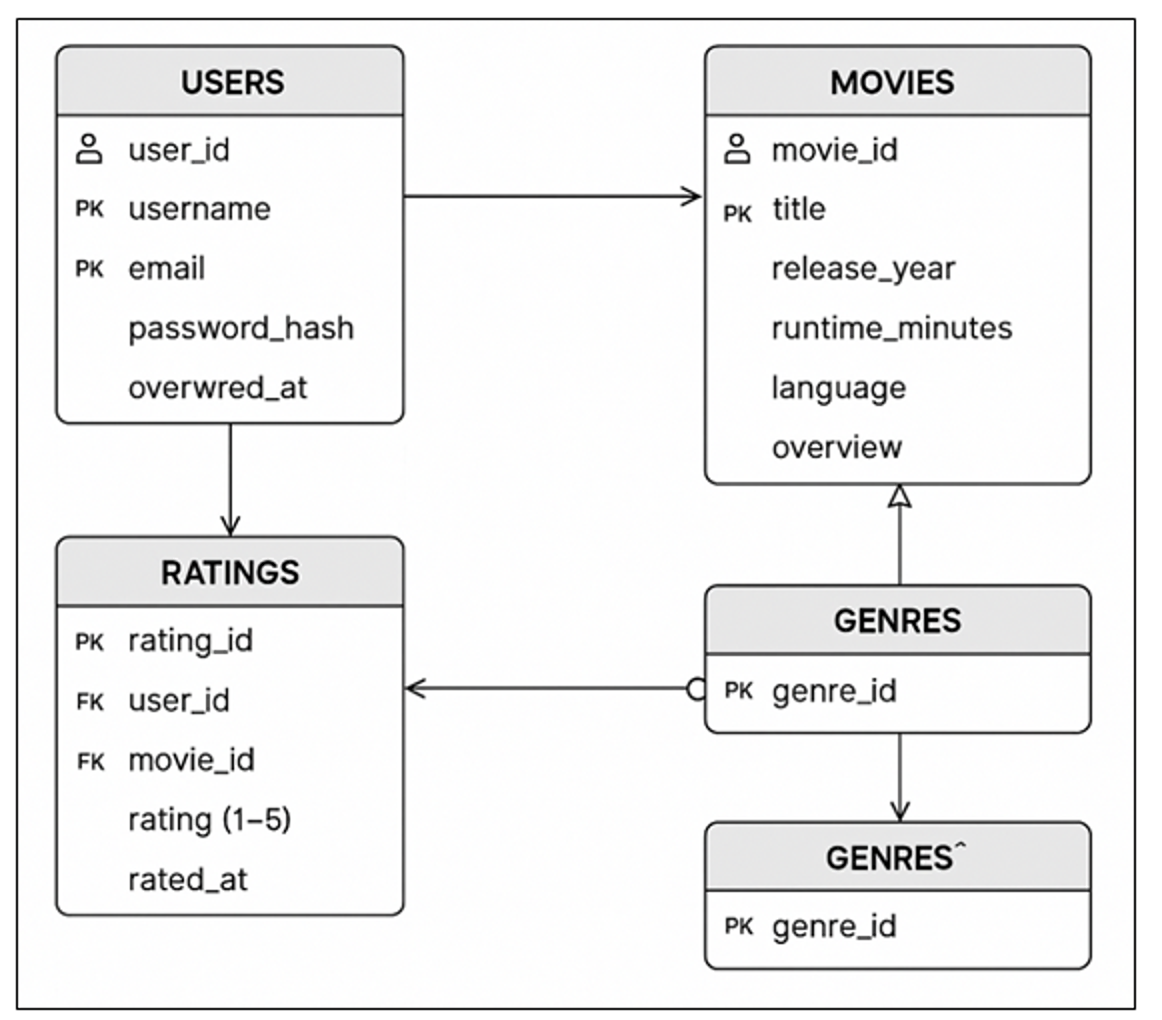 USERS
user_id
PK username
PK email
password_hash
overwred_at
MOVIES
movie_id
PK title
release_year
runtime_minutes
language
overview
RATINGS
PK rating_id
FK user_id
FK movie_id
rating (1–5)
rated_at
GENRES
PK genre_id
GENRES^
PK genre_id